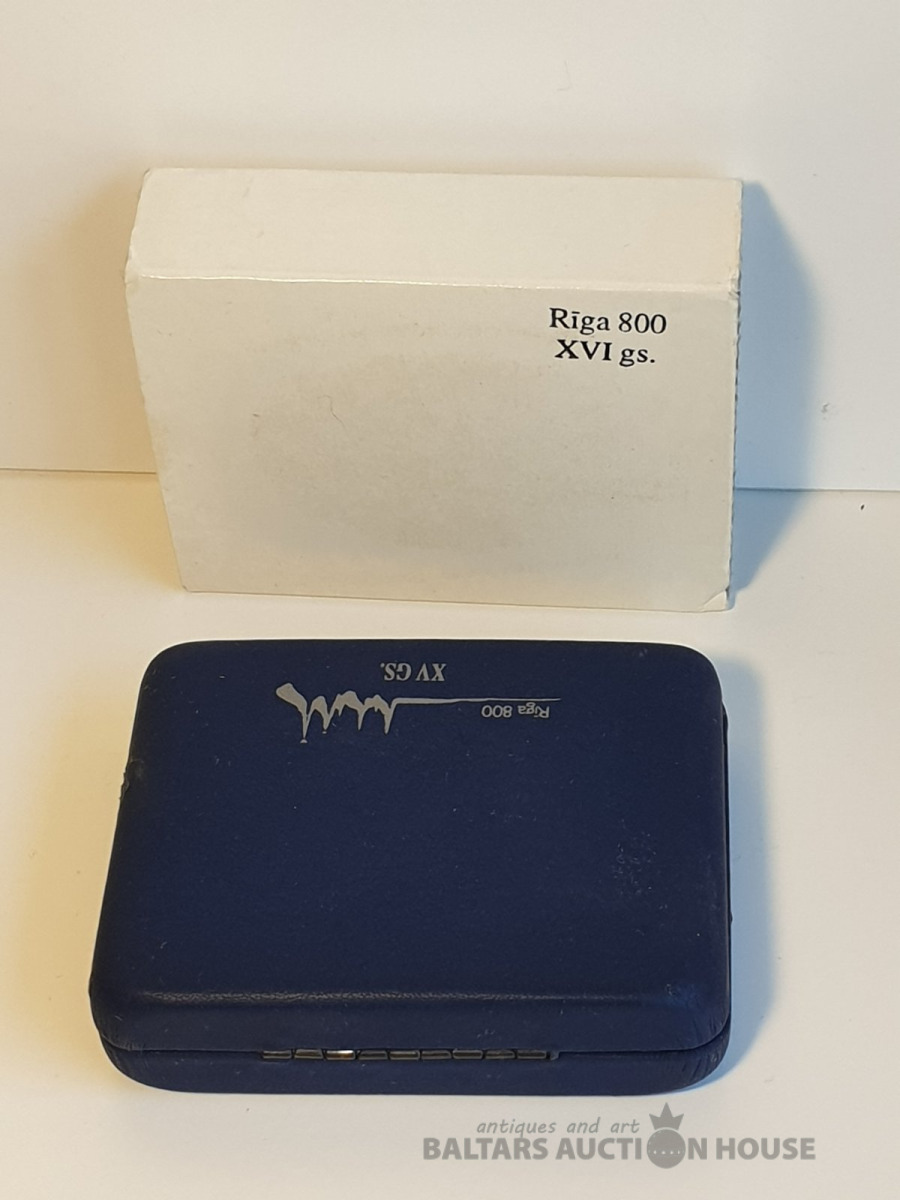 Rīga 800
XVI gs.
XV GS.
Rīga 800
antiques and art
BALTARS AUCTION HOUSE